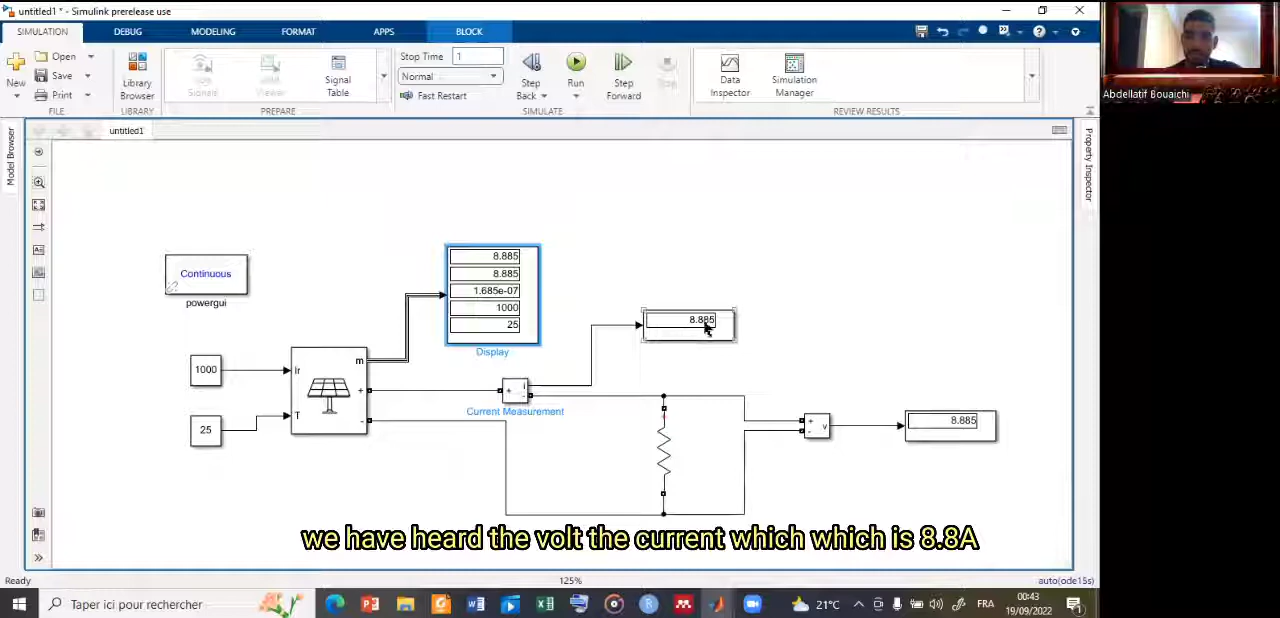 untitled1 * - Simulink prerelease use
SIMULATION
DEBUG
MODELING
FORMAT
APPS
BLOCK
New
Open
Save
Print
FILE
Library
Browser
LIBRARY
Signal
Table
PREPARE
Stop Time 1
Normal
Fast Restart
Step
Back
Run
Step
Forward
SIMULATE
Data
Inspector
Simulation
Manager
REVIEW RESULTS
Abdellatif Bouaichi
Model Browser
untitled1
Property Inspector
Continuous
powergui
8.885
8.885
1.685e-07
1000
25
Display
8.885
1000
25
Ir
T
m
+
-
+
i
-
Current Measurement
+
-
v
8.885
we have heard the volt the current which which is 8.8A
Ready
125%
auto(ode15s)
Taper ici pour rechercher
21°C
FRA
00:43
19/09/2022